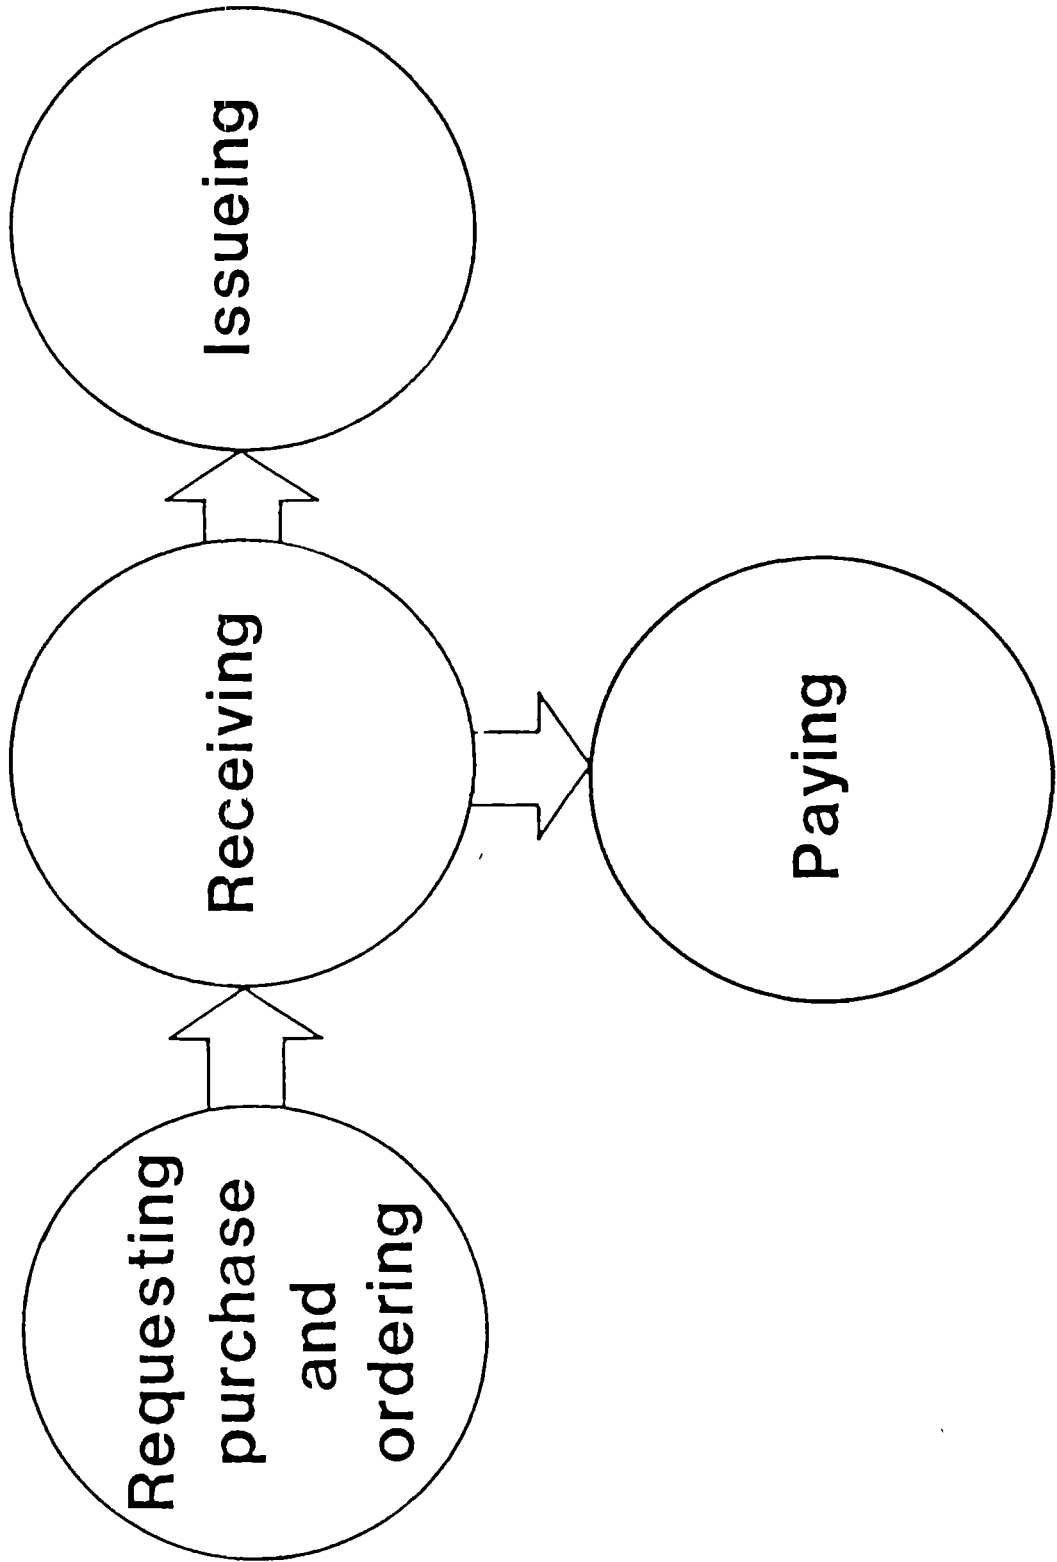 Requesting
purchase
and
ordering
Receiving
Issueing
Paying